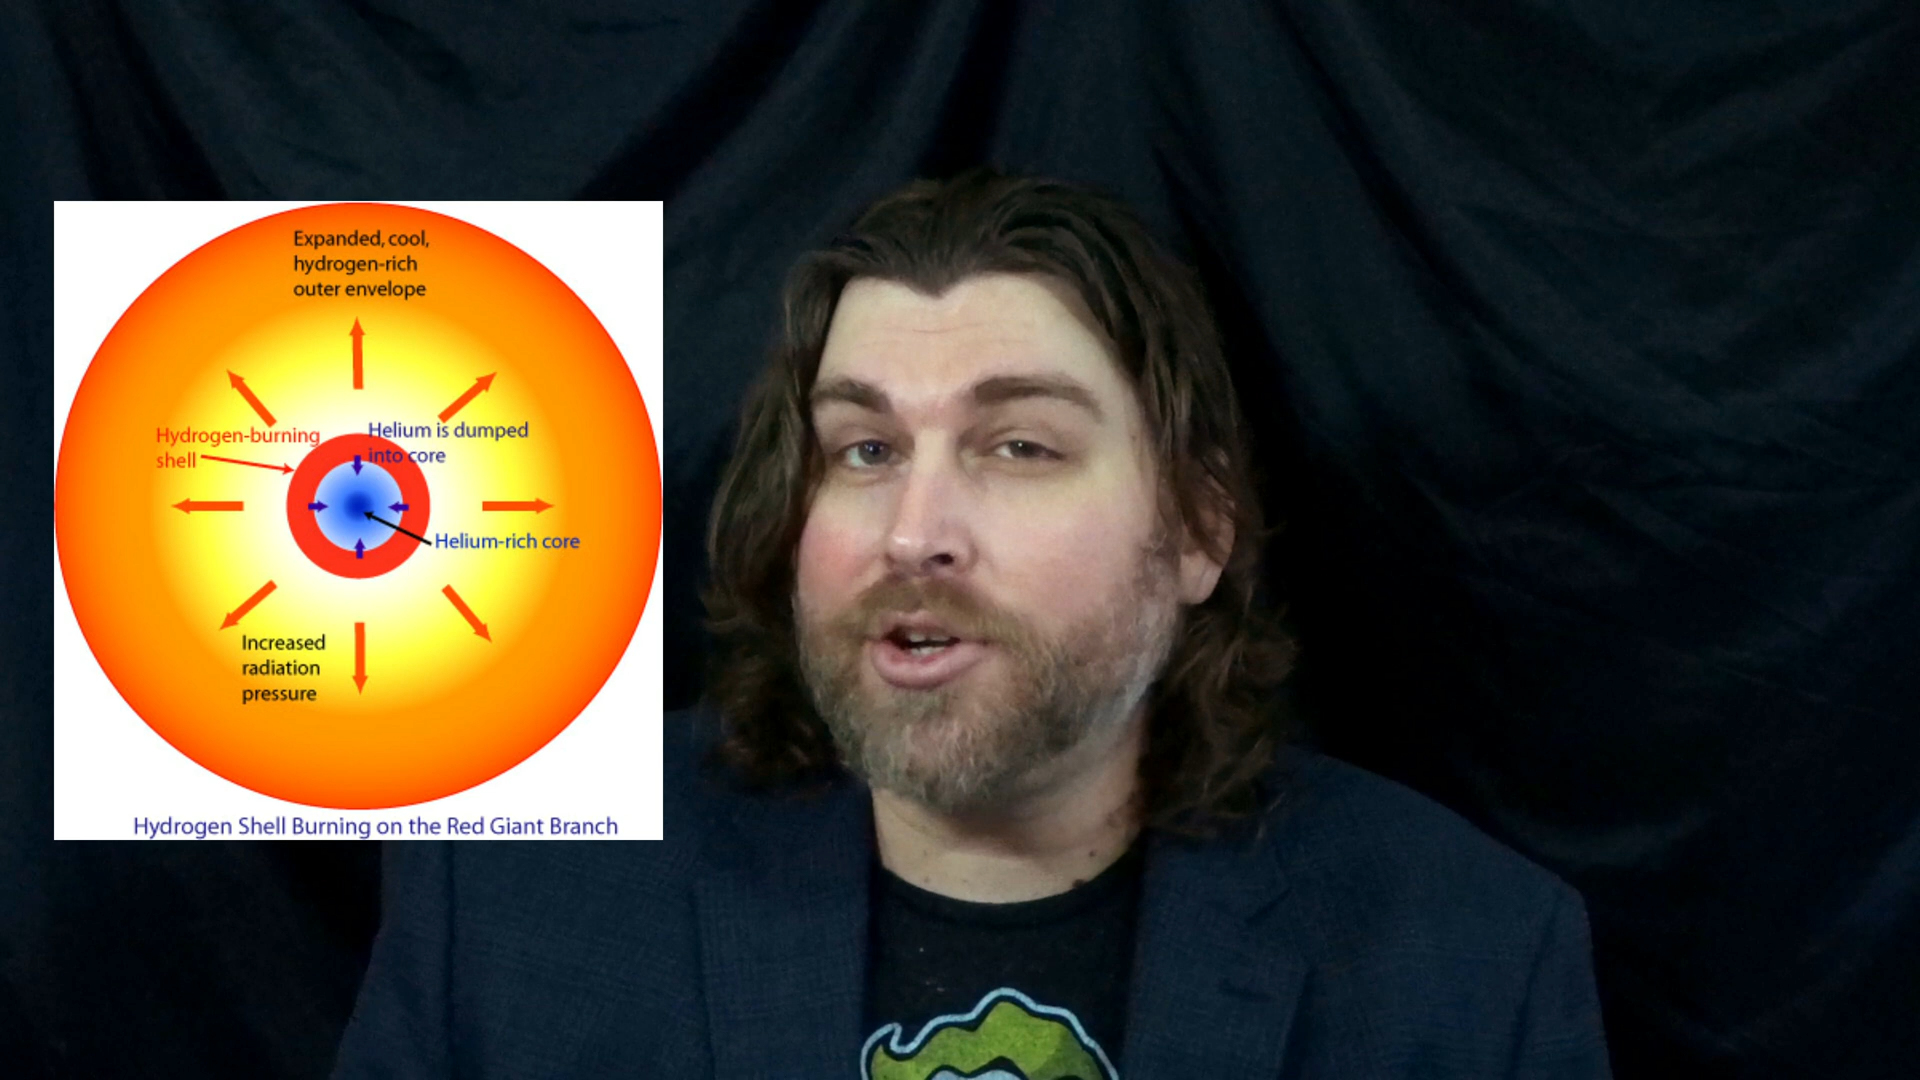 Expanded, cool,
hydrogen-rich
outer envelope
Hydrogen-burning
shell
Helium is dumped
into core
Helium-rich core
Increased
radiation
pressure
Hydrogen Shell Burning on the Red Giant Branch